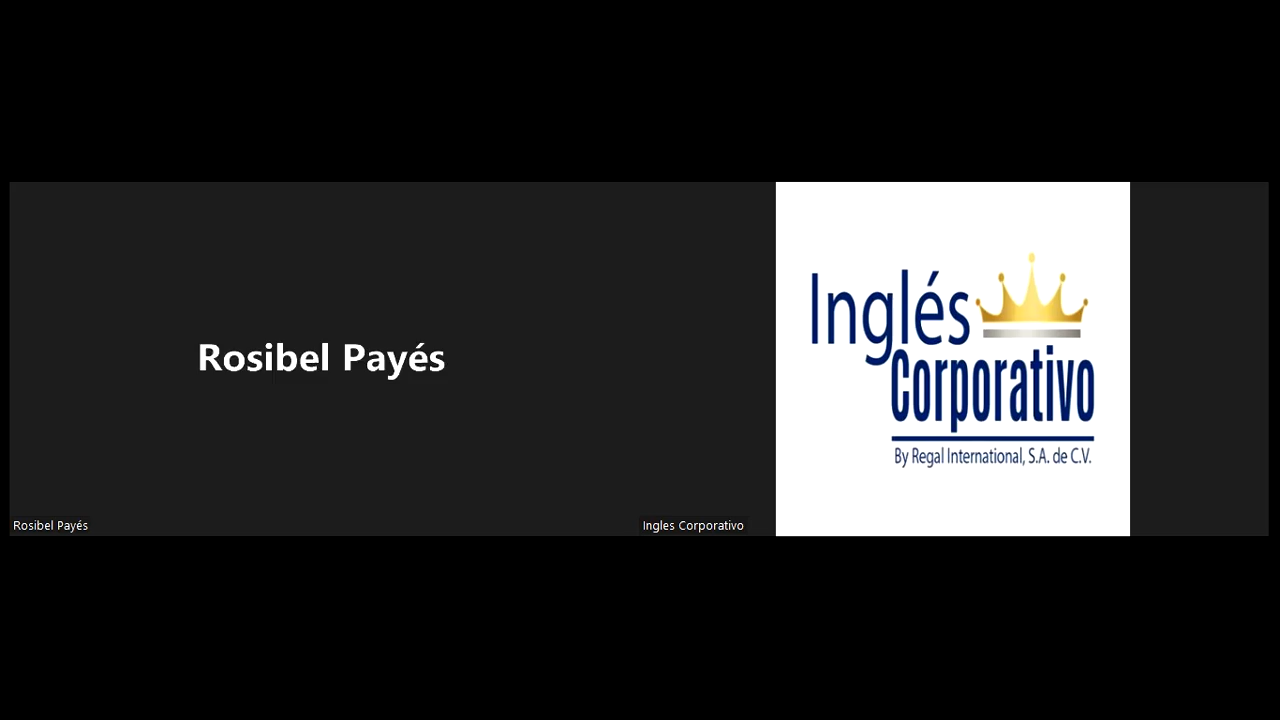 Rosibel Payés
Rosibel Payés
Ingles Corporativo
Inglés
Corporativo
By Regal International, S.A. de C.V.